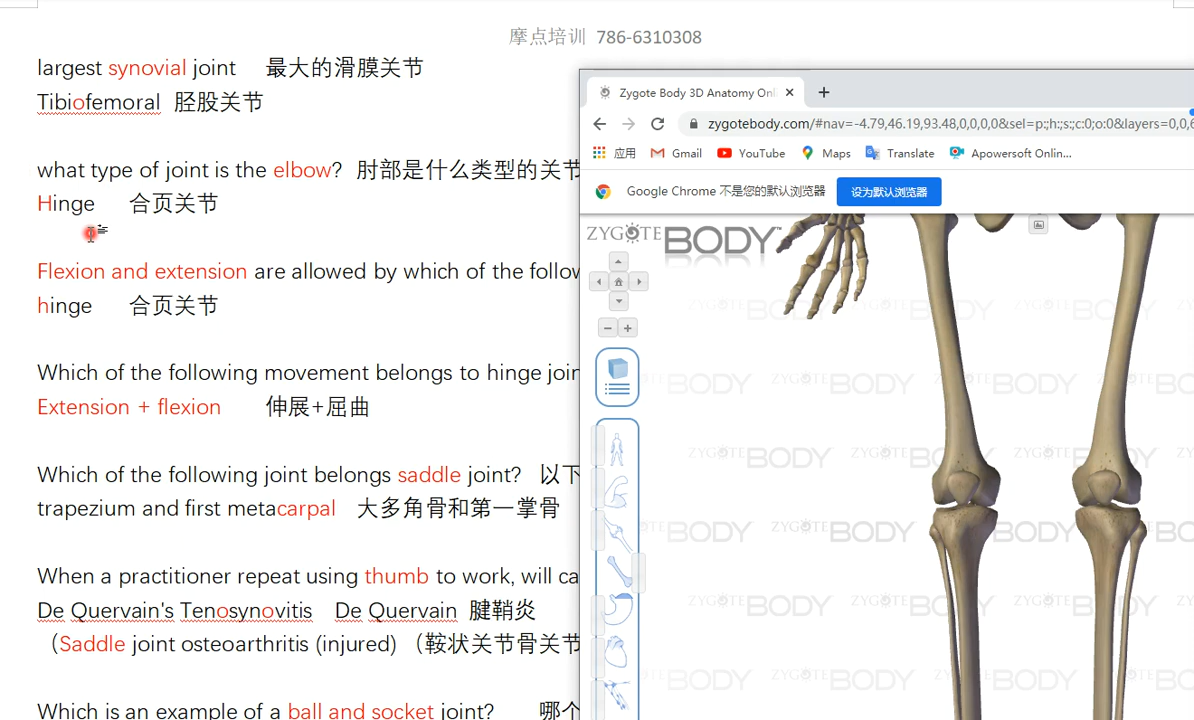 摩点培训 786-6310308
largest synovial joint 最大的滑膜关节
Tibiofemoral 胫股关节
what type of joint is the elbow? 肘部是什么类型的关节
Hinge 合页关节
Flexion and extension are allowed by which of the follow
hinge 合页关节
Which of the following movement belongs to hinge join
Extension + flexion 伸展+屈曲
Which of the following joint belongs saddle joint? 以下
trapezium and first metacarpal 大多角骨和第一掌骨
When a practitioner repeat using thumb to work, will ca
De Quervain's Tenosynovitis De Quervain 腱鞘炎
（Saddle joint osteoarthritis (injured) （鞍状关节骨关节
Which is an example of a ball and socket joint? 哪个
Zygote Body 3D Anatomy Onl
zygotebody.com/#nav=-4.79,46.19,93.48,0,0,0,0&sel=p:;h:;s:;c:0;o:0&layers=0,0,6
应用 Gmail YouTube Maps Translate Apowersoft Onlin...
Google Chrome 不是您的默认浏览器 设为默认浏览器
ZYGOTE BODY™